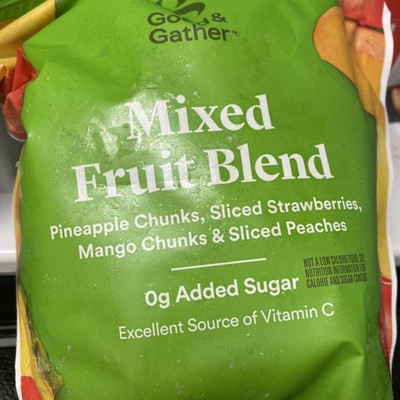 Good &
Gather™
Mixed
Fruit Blend
Pineapple Chunks, Sliced Strawberries,
Mango Chunks & Sliced Peaches
0g Added Sugar
NOT A LOW CALORIE FOOD. SEE
NUTRITION INFORMATION FOR
CALORIE AND SUGAR CONTENT
Excellent Source of Vitamin C